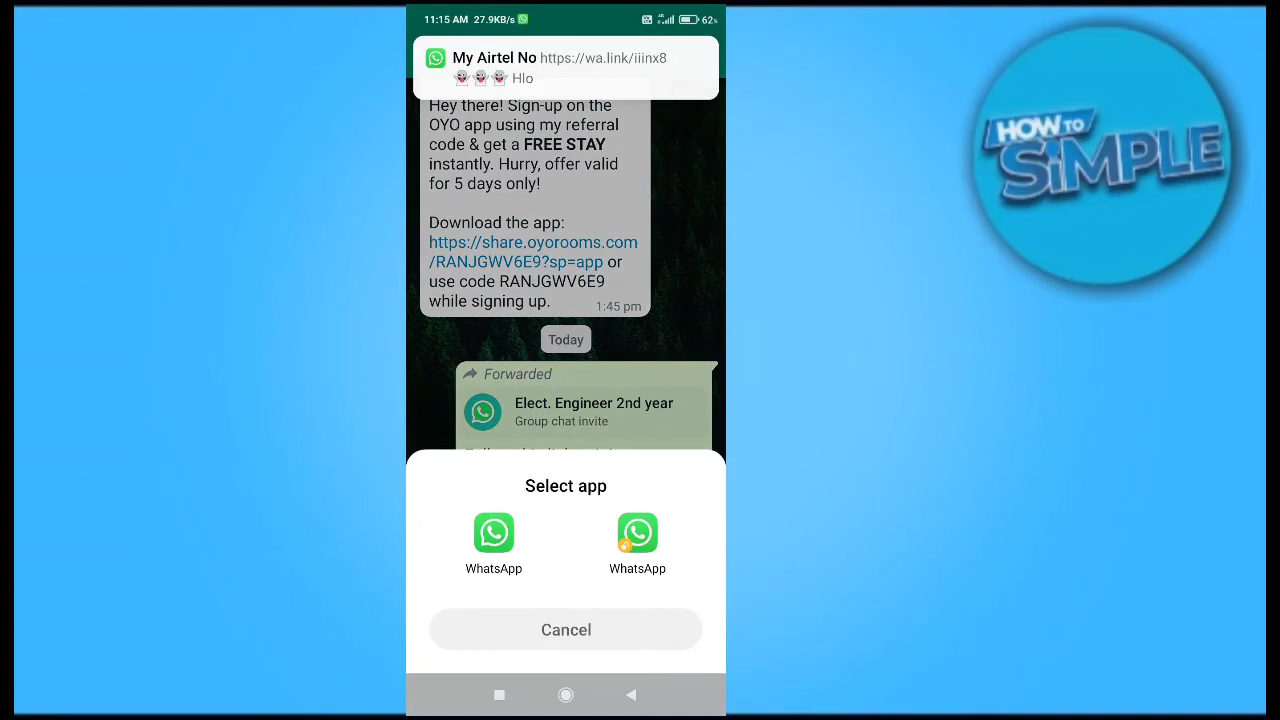 11:15 AM 27.9KB/s 62%
My Airtel No https://wa.link/iiinx8
👻👻👻 Hlo
Hey there! Sign-up on the
OYO app using my referral
code & get a FREE STAY
instantly. Hurry, offer valid
for 5 days only!
Download the app:
https://share.oyorooms.com
/RANJGWV6E9?sp=app or
use code RANJGWV6E9
while signing up.
1:45 pm
Today
Forwarded
Elect. Engineer 2nd year
Group chat invite
Select app
WhatsApp
WhatsApp
Cancel
HOW TO
SIMPLE